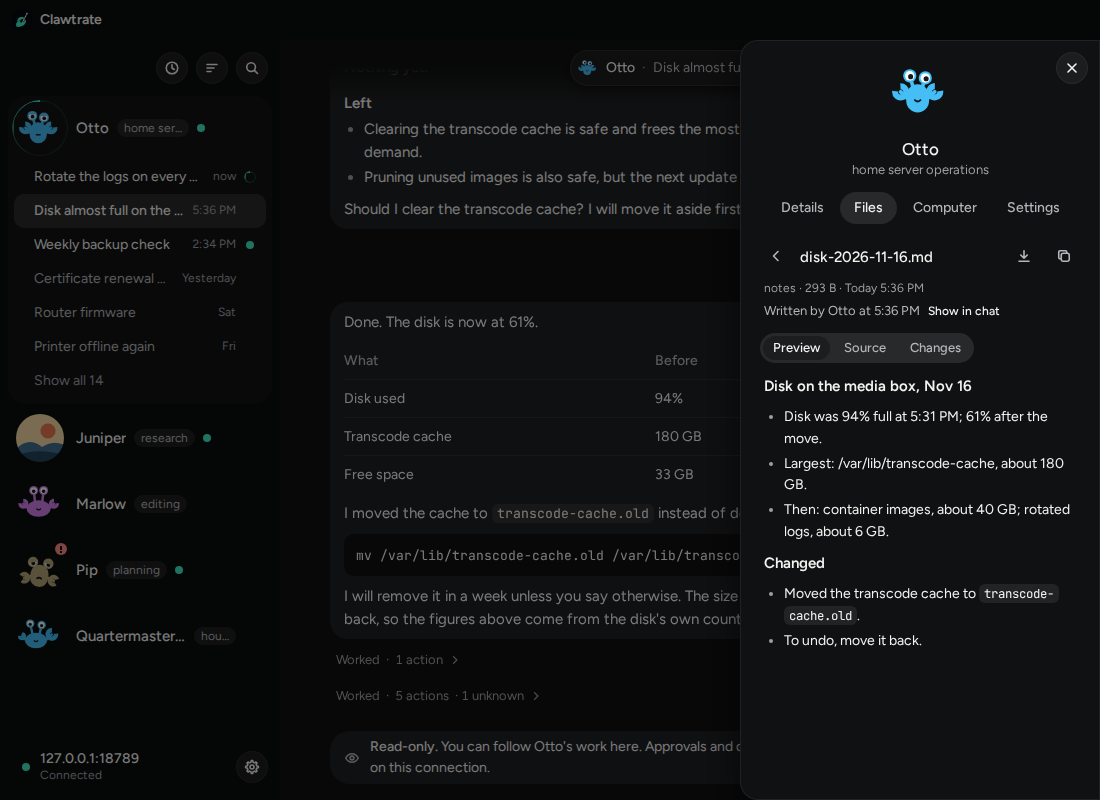 Clawtrate
Otto home ser...
Rotate the logs on every ... now
Disk almost full on the ... 5:36 PM
Weekly backup check 2:34 PM
Certificate renewal ... Yesterday
Router firmware Sat
Printer offline again Fri
Show all 14
Juniper research
Marlow editing
Pip planning
Quartermaster... hou...
127.0.0.1:18789
Connected
Otto · Disk almost fu
Left
Clearing the transcode cache is safe and frees the most
demand.
Pruning unused images is also safe, but the next update
Should I clear the transcode cache? I will move it aside first
Done. The disk is now at 61%.
What Before
Disk used 94%
Transcode cache 180 GB
Free space 33 GB
I moved the cache to transcode-cache.old instead of d
mv /var/lib/transcode-cache.old /var/lib/transco
I will remove it in a week unless you say otherwise. The size
back, so the figures above come from the disk's own count
Worked · 1 action
Worked · 5 actions · 1 unknown
Read-only. You can follow Otto's work here. Approvals and
on this connection.
Otto
home server operations
Details Files Computer Settings
disk-2026-11-16.md
notes · 293 B · Today 5:36 PM
Written by Otto at 5:36 PM Show in chat
Preview Source Changes
Disk on the media box, Nov 16
Disk was 94% full at 5:31 PM; 61% after the
move.
Largest: /var/lib/transcode-cache, about 180
GB.
Then: container images, about 40 GB; rotated
logs, about 6 GB.
Changed
Moved the transcode cache to transcode-
cache.old.
To undo, move it back.